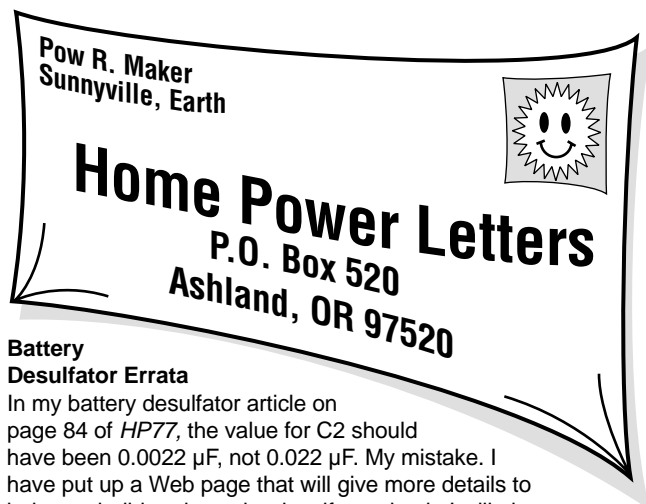 Pow R. Maker
Sunnyville, Earth
Home Power Letters
P.O. Box 520
Ashland, OR 97520
Battery
Desulfator Errata
In my battery desulfator article on
page 84 of HP77, the value for C2 should
have been 0.0022 µF, not 0.022 µF. My mistake. I
have put up a Web page that will give more details to